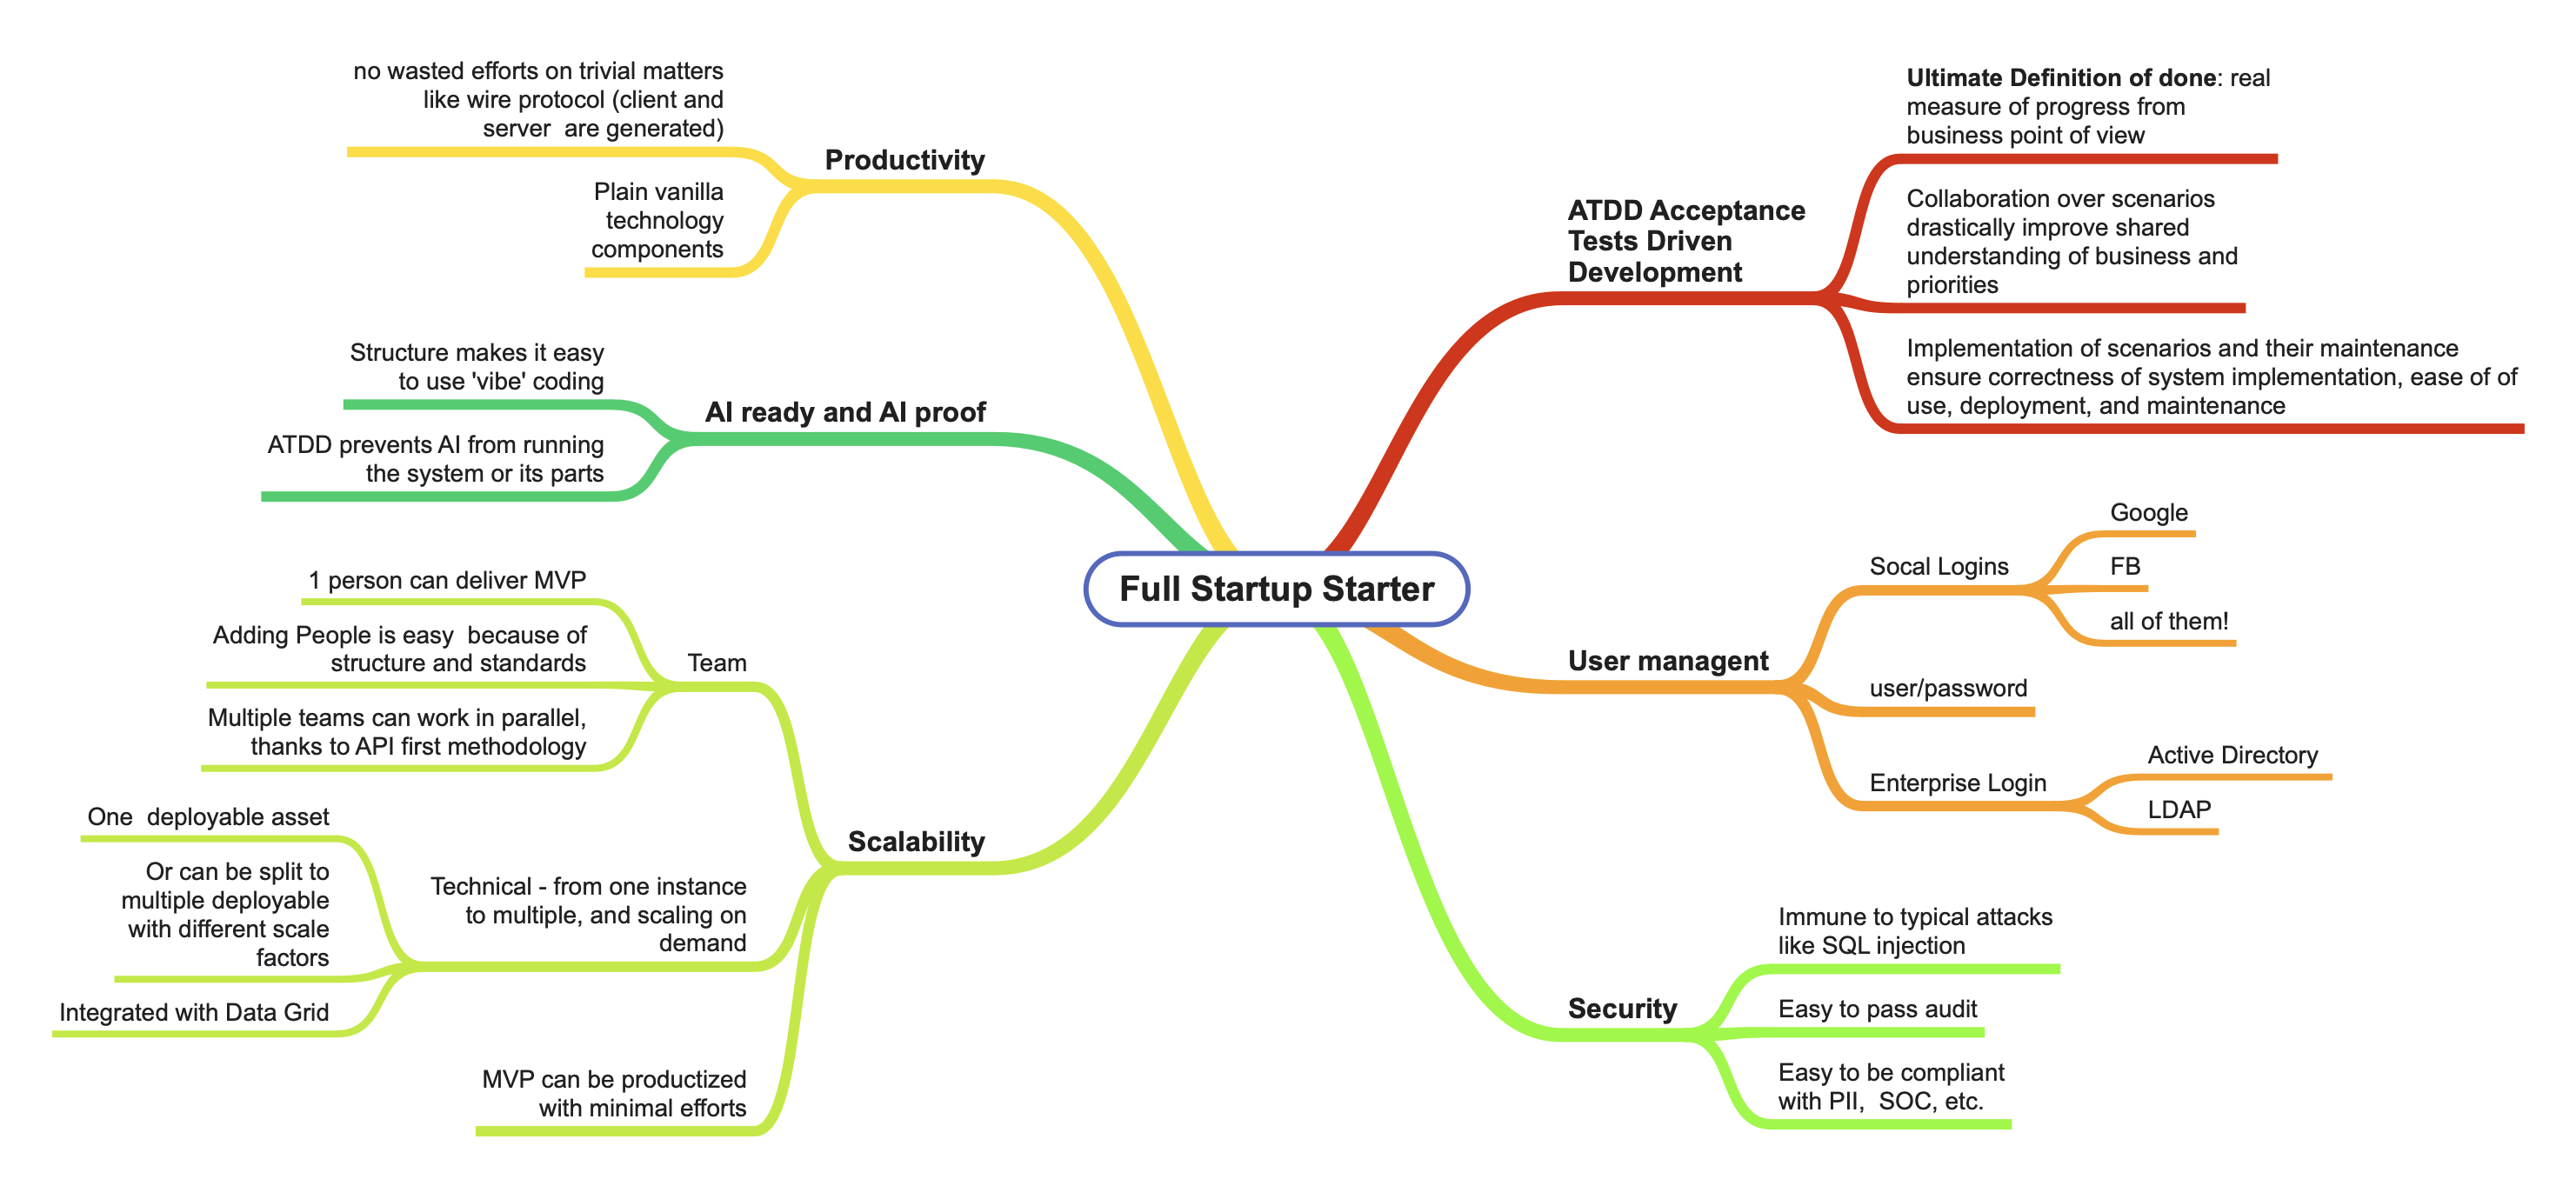 Full Startup Starter
ATDD Acceptance
Tests Driven
Development
Ultimate Definition of done: real
measure of progress from
business point of view
Collaboration over scenarios
drastically improve shared
understanding of business and
priorities
Implementation of scenarios and their maintenance
ensure correctness of system implementation, ease of of
use, deployment, and maintenance
User managent
Socal Logins
Google
FB
all of them!
user/password
Enterprise Login
Active Directory
LDAP
Security
Immune to typical attacks
like SQL injection
Easy to pass audit
Easy to be compliant
with PII,  SOC, etc.
Productivity
no wasted efforts on trivial matters
like wire protocol (client and
server  are generated)
Plain vanilla
technology
components
AI ready and AI proof
Structure makes it easy
to use 'vibe' coding
ATDD prevents AI from running
the system or its parts
Scalability
Team
1 person can deliver MVP
Adding People is easy  because of
structure and standards
Multiple teams can work in parallel,
thanks to API first methodology
Technical - from one instance
to multiple, and scaling on
demand
One  deployable asset
Or can be split to
multiple deployable
with different scale
factors
Integrated with Data Grid
MVP can be productized
with minimal efforts